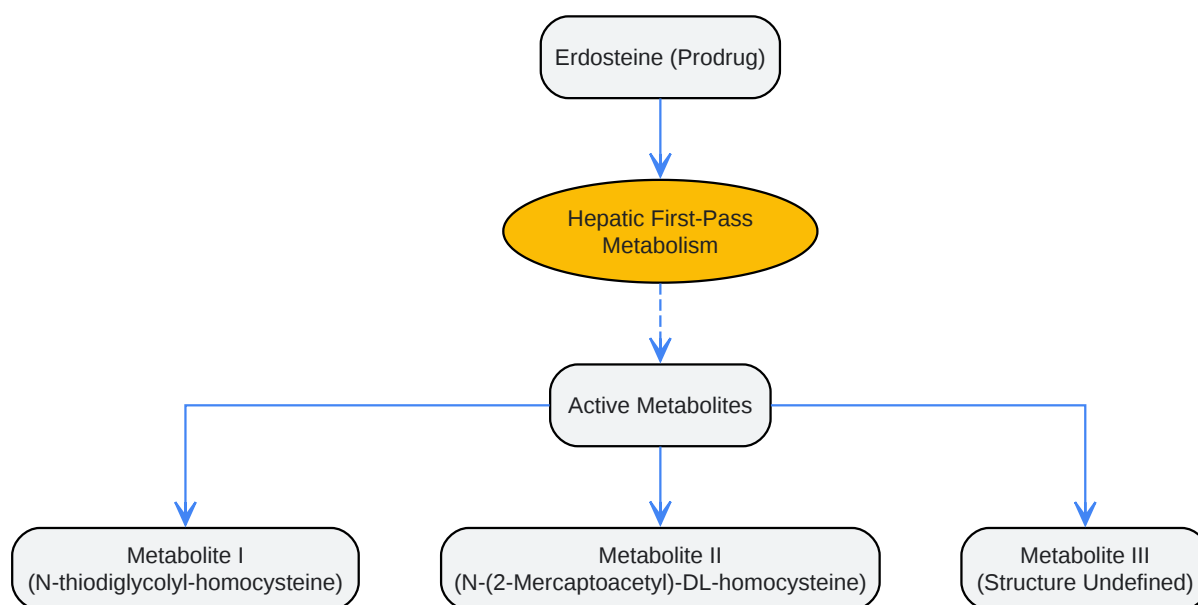 Erdosteine (Prodrug)
Hepatic First-Pass
Metabolism
Active Metabolites
Metabolite I
(N-thiodiglycolyl-homocysteine)
Metabolite II
(N-(2-Mercaptoacetyl)-DL-homocysteine)
Metabolite III
(Structure Undefined)